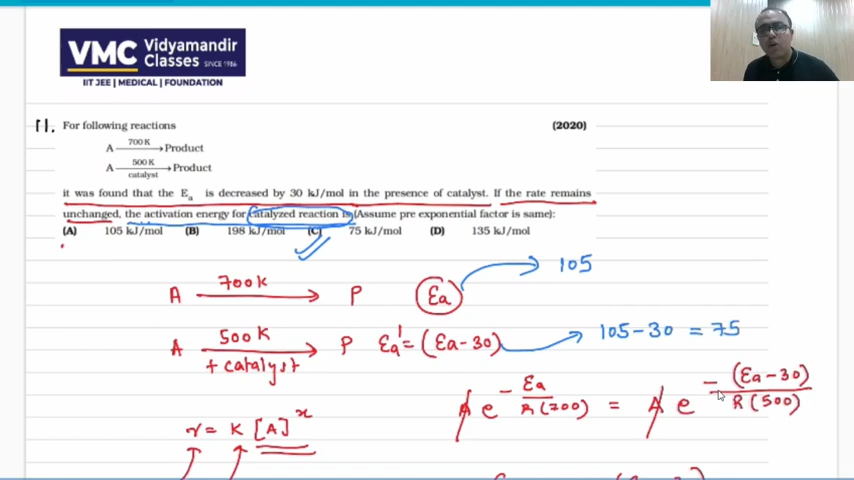 VMC Vidyamandir Classes SINCE 1986
IIT JEE | MEDICAL | FOUNDATION
11. For following reactions (2020)
A 700 K → Product
A 500 K → catalyst Product
it was found that the Ea is decreased by 30 kJ/mol in the presence of catalyst. If the rate remains
unchanged, the activation energy for catalyzed reaction is (Assume pre exponential factor is same):
(A) 105 kJ/mol (B) 198 kJ/mol (C) 75 kJ/mol (D) 135 kJ/mol
A 700K → P Ea → 105
A 500K + catalyst → P Ea' = (Ea-30) → 105-30 = 75
A e^-Ea/R(700) = A e^-(Ea-30)/R(500)
r = K [A]^x